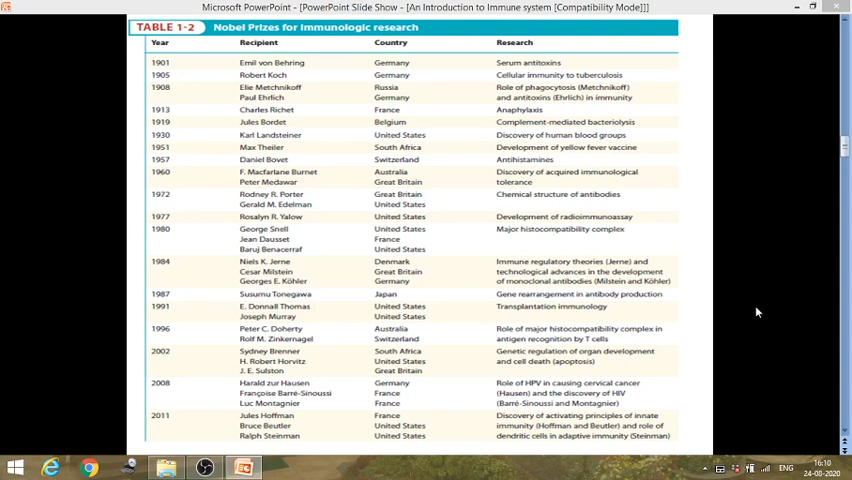 Microsoft PowerPoint - [PowerPoint Slide Show - [An Introduction to Immune system [Compatibility Mode]]]
TABLE 1-2 Nobel Prizes for immunologic research
Year Recipient Country Research
1901 Emil von Behring Germany Serum antitoxins
1905 Robert Koch Germany Cellular immunity to tuberculosis
1908 Elie Metchnikoff Russia Role of phagocytosis (Metchnikoff)
Paul Ehrlich Germany and antitoxins (Ehrlich) in immunity
1913 Charles Richet France Anaphylaxis
1919 Jules Bordet Belgium Complement-mediated bacteriolysis
1930 Karl Landsteiner United States Discovery of human blood groups
1951 Max Theiler South Africa Development of yellow fever vaccine
1957 Daniel Bovet Switzerland Antihistamines
1960 F. Macfarlane Burnet Australia Discovery of acquired immunological
Peter Medawar Great Britain tolerance
1972 Rodney R. Porter Great Britain Chemical structure of antibodies
Gerald M. Edelman United States
1977 Rosalyn R. Yalow United States Development of radioimmunoassay
1980 George Snell United States Major histocompatibility complex
Jean Dausset France
Baruj Benacerraf United States
1984 Niels K. Jerne Denmark Immune regulatory theories (Jerne) and
Cesar Milstein Great Britain technological advances in the development
Georges E. Köhler Germany of monoclonal antibodies (Milstein and Köhler)
1987 Susumu Tonegawa Japan Gene rearrangement in antibody production
1991 E. Donnall Thomas United States Transplantation immunology
Joseph Murray United States
1996 Peter C. Doherty Australia Role of major histocompatibility complex in
Rolf M. Zinkernagel Switzerland antigen recognition by T cells
2002 Sydney Brenner South Africa Genetic regulation of organ development
H. Robert Horvitz United States and cell death (apoptosis)
J. E. Sulston Great Britain
2008 Harald zur Hausen Germany Role of HPV in causing cervical cancer
Françoise Barré-Sinoussi France (Hausen) and the discovery of HIV
Luc Montagnier France (Barré-Sinoussi and Montagnier)
2011 Jules Hoffman France Discovery of activating principles of innate
Bruce Beutler United States immunity (Hoffman and Beutler) and role of
Ralph Steinman United States dendritic cells in adaptive immunity (Steinman)
ENG 16:10
24-08-2020